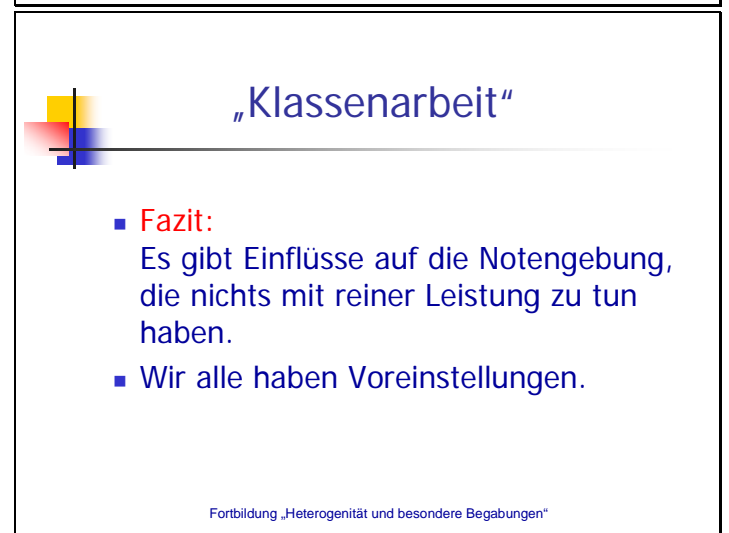 „Klassenarbeit“
Fazit:
Es gibt Einflüsse auf die Notengebung,
die nichts mit reiner Leistung zu tun
haben.
Wir alle haben Voreinstellungen.
Fortbildung „Heterogenität und besondere Begabungen“